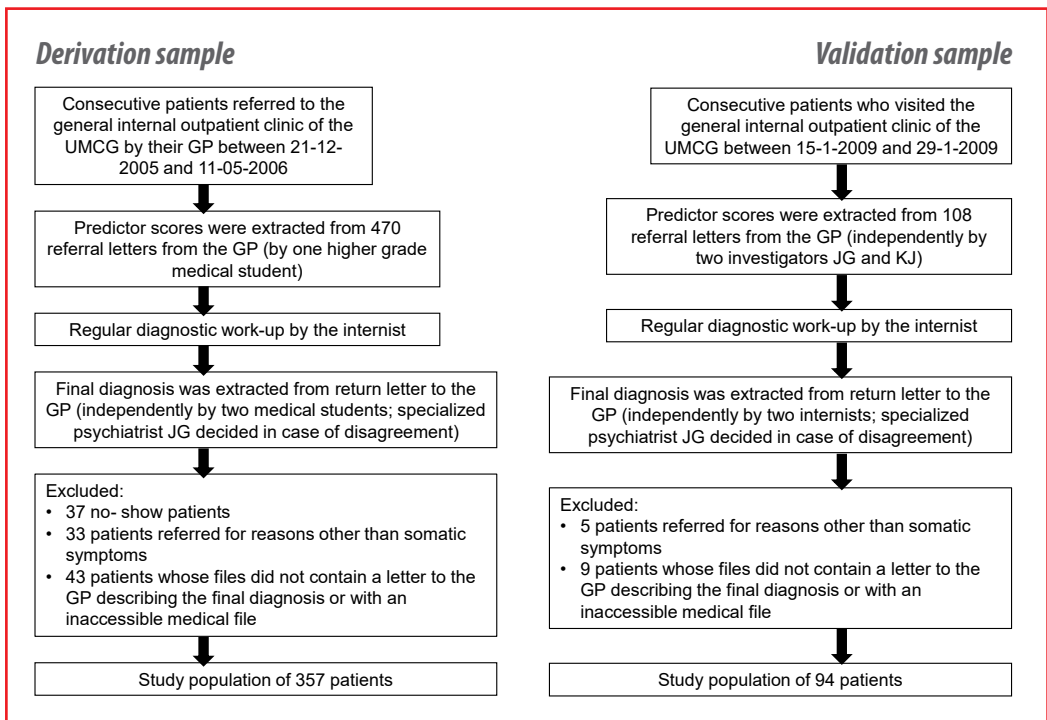 Derivation sample
Consecutive patients referred to the
general internal outpatient clinic of the
UMCG by their GP between 21-12-
2005 and 11-05-2006
Predictor scores were extracted from 470
referral letters from the GP (by one higher grade
medical student)
Regular diagnostic work-up by the internist
Final diagnosis was extracted from return letter to the
GP (independently by two medical students; specialized
psychiatrist JG decided in case of disagreement)
Excluded:
• 37 no- show patients
• 33 patients referred for reasons other than somatic
symptoms
• 43 patients whose files did not contain a letter to the
GP describing the final diagnosis or with an
inaccessible medical file
Study population of 357 patients
Validation sample
Consecutive patients who visited the
general internal outpatient clinic of the
UMCG between 15-1-2009 and 29-1-2009
Predictor scores were extracted from 108
referral letters from the GP (independently by
two investigators JG and KJ)
Regular diagnostic work-up by the internist
Final diagnosis was extracted from return letter to the
GP (independently by two internists; specialized
psychiatrist JG decided in case of disagreement)
Excluded:
• 5 patients referred for reasons other than somatic
symptoms
• 9 patients whose files did not contain a letter to the
GP describing the final diagnosis or with an
inaccessible medical file
Study population of 94 patients